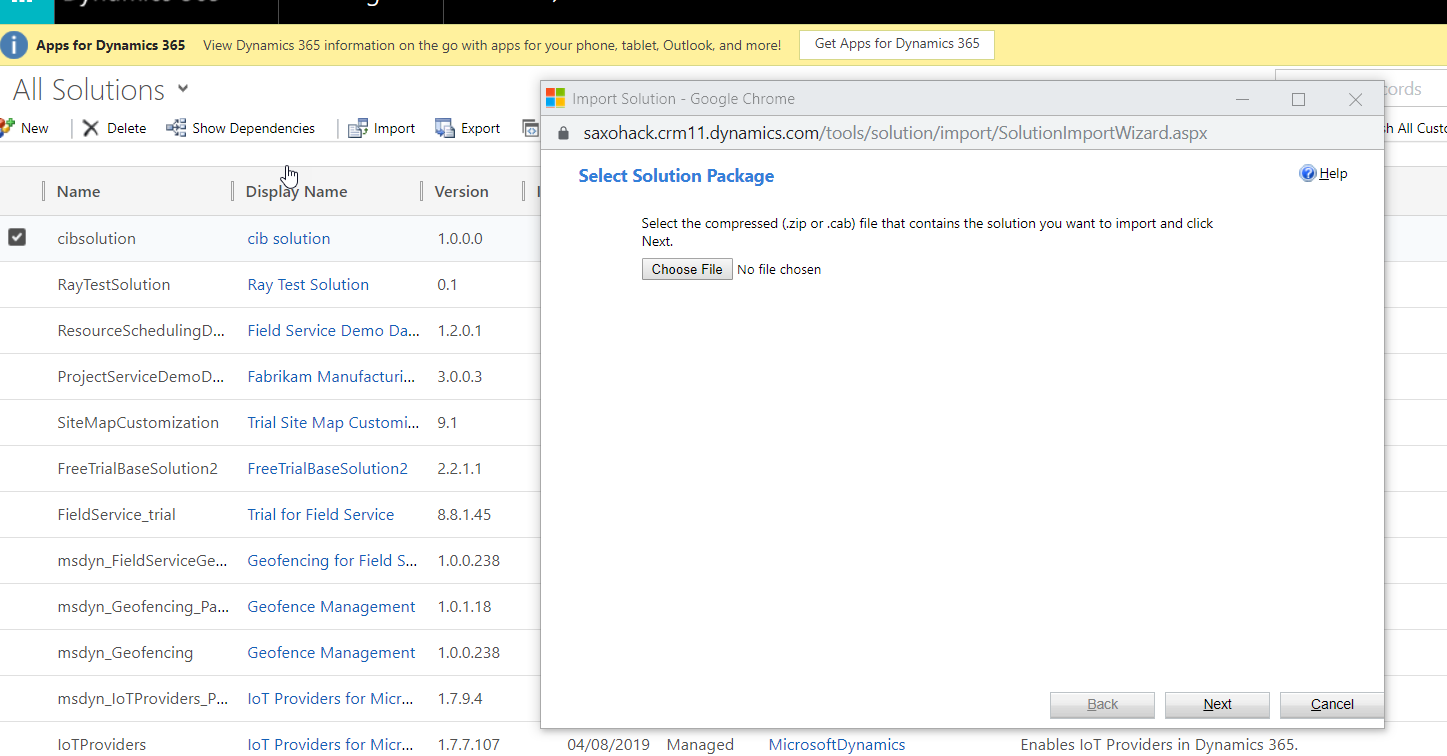 Dynamics 365
Apps for Dynamics 365 View Dynamics 365 information on the go with apps for your phone, tablet, Outlook, and more! Get Apps for Dynamics 365
All Solutions
New Delete Show Dependencies Import Export
Import Solution - Google Chrome
saxohack.crm11.dynamics.com/tools/solution/import/SolutionImportWizard.aspx
Select Solution Package
Help
Select the compressed (.zip or .cab) file that contains the solution you want to import and click
Next.
Choose File No file chosen
Back Next Cancel
Name Display Name Version
cibsolution cib solution 1.0.0.0
RayTestSolution Ray Test Solution 0.1
ResourceSchedulingD... Field Service Demo Da... 1.2.0.1
ProjectServiceDemoD... Fabrikam Manufacturi... 3.0.0.3
SiteMapCustomization Trial Site Map Customi... 9.1
FreeTrialBaseSolution2 FreeTrialBaseSolution2 2.2.1.1
FieldService_trial Trial for Field Service 8.8.1.45
msdyn_FieldServiceGe... Geofencing for Field S... 1.0.0.238
msdyn_Geofencing_Pa... Geofence Management 1.0.1.18
msdyn_Geofencing Geofence Management 1.0.0.238
msdyn_IoTProviders_P... IoT Providers for Micr... 1.7.9.4
IoTProviders IoT Providers for Micr... 1.7.7.107 04/08/2019 Managed MicrosoftDynamics Enables IoT Providers in Dynamics 365.